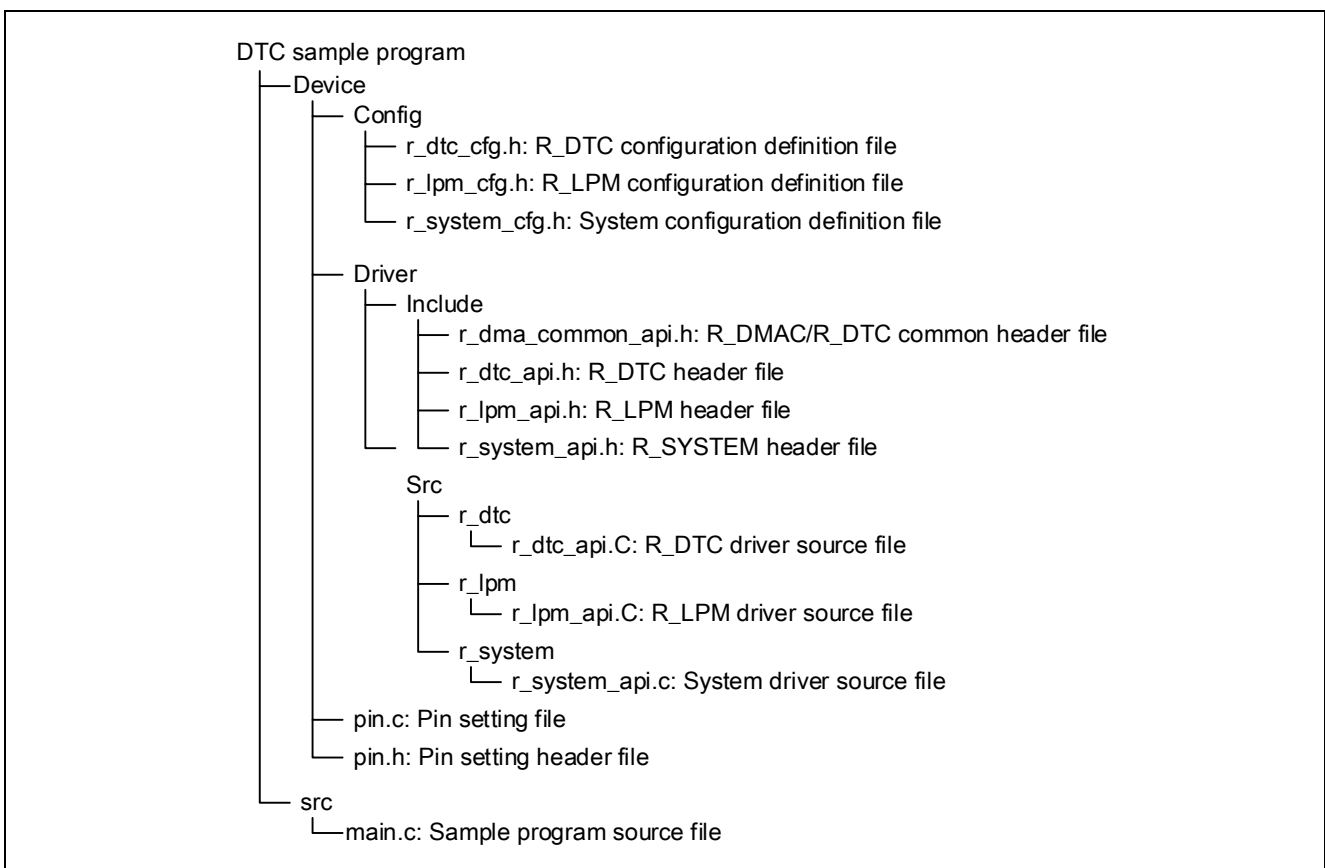 DTC sample program
Device
Config
r_dtc_cfg.h: R_DTC configuration definition file
r_lpm_cfg.h: R_LPM configuration definition file
r_system_cfg.h: System configuration definition file
Driver
Include
r_dma_common_api.h: R_DMAC/R_DTC common header file
r_dtc_api.h: R_DTC header file
r_lpm_api.h: R_LPM header file
r_system_api.h: R_SYSTEM header file
Src
r_dtc
r_dtc_api.C: R_DTC driver source file
r_lpm
r_lpm_api.C: R_LPM driver source file
r_system
r_system_api.c: System driver source file
pin.c: Pin setting file
pin.h: Pin setting header file
src
main.c: Sample program source file